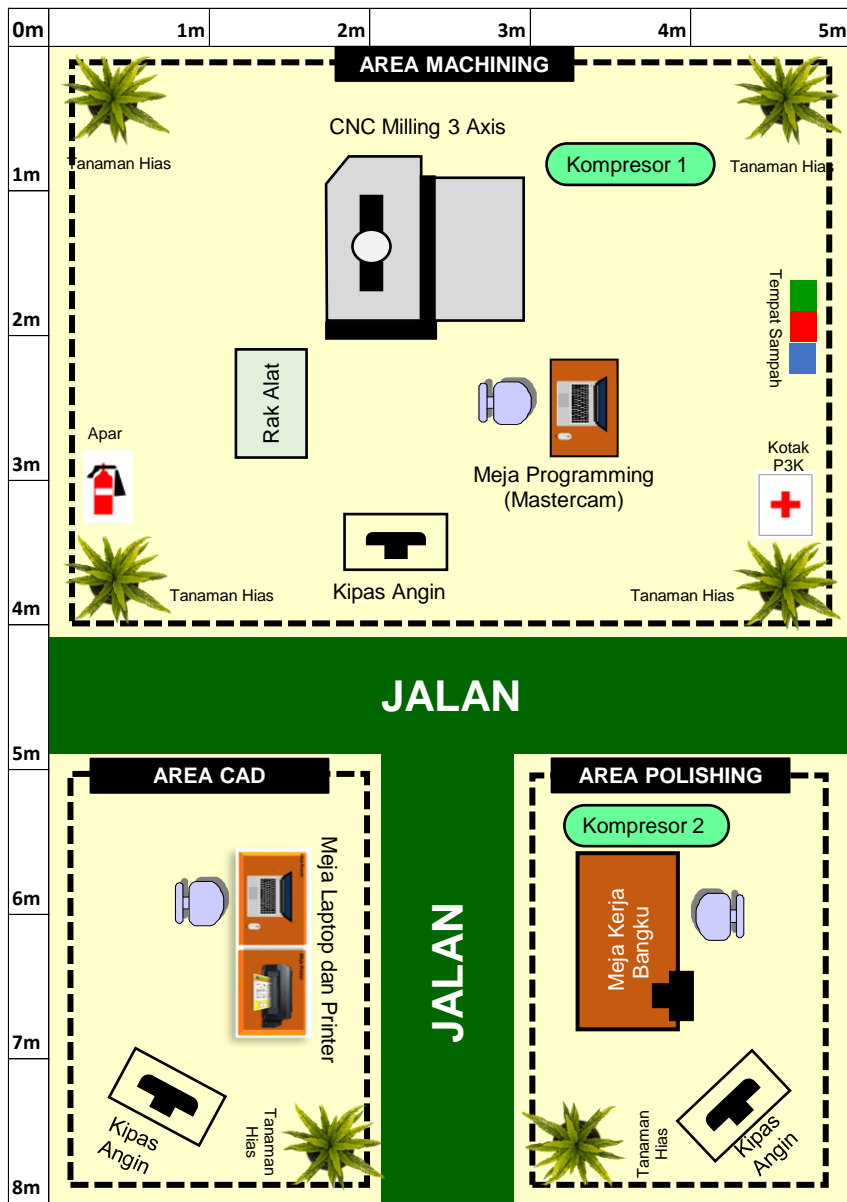 0m
1m
2m
3m
4m
5m
AREA MACHINING
CNC Milling 3 Axis
Kompresor 1
Tanaman Hias
Tanaman Hias
1m
Tempat Sampah
2m
Rak Alat
Apar
Kotak
P3K
3m
Meja Programming
(Mastercam)
Kipas Angin
Tanaman Hias
Tanaman Hias
4m
JALAN
5m
AREA CAD
AREA POLISHING
Kompresor 2
Meja Laptop dan Printer
6m
Meja Kerja
Bangku
JALAN
7m
Kipas
Angin
Tanaman
Hias
Tanaman
Hias
Kipas
Angin
8m